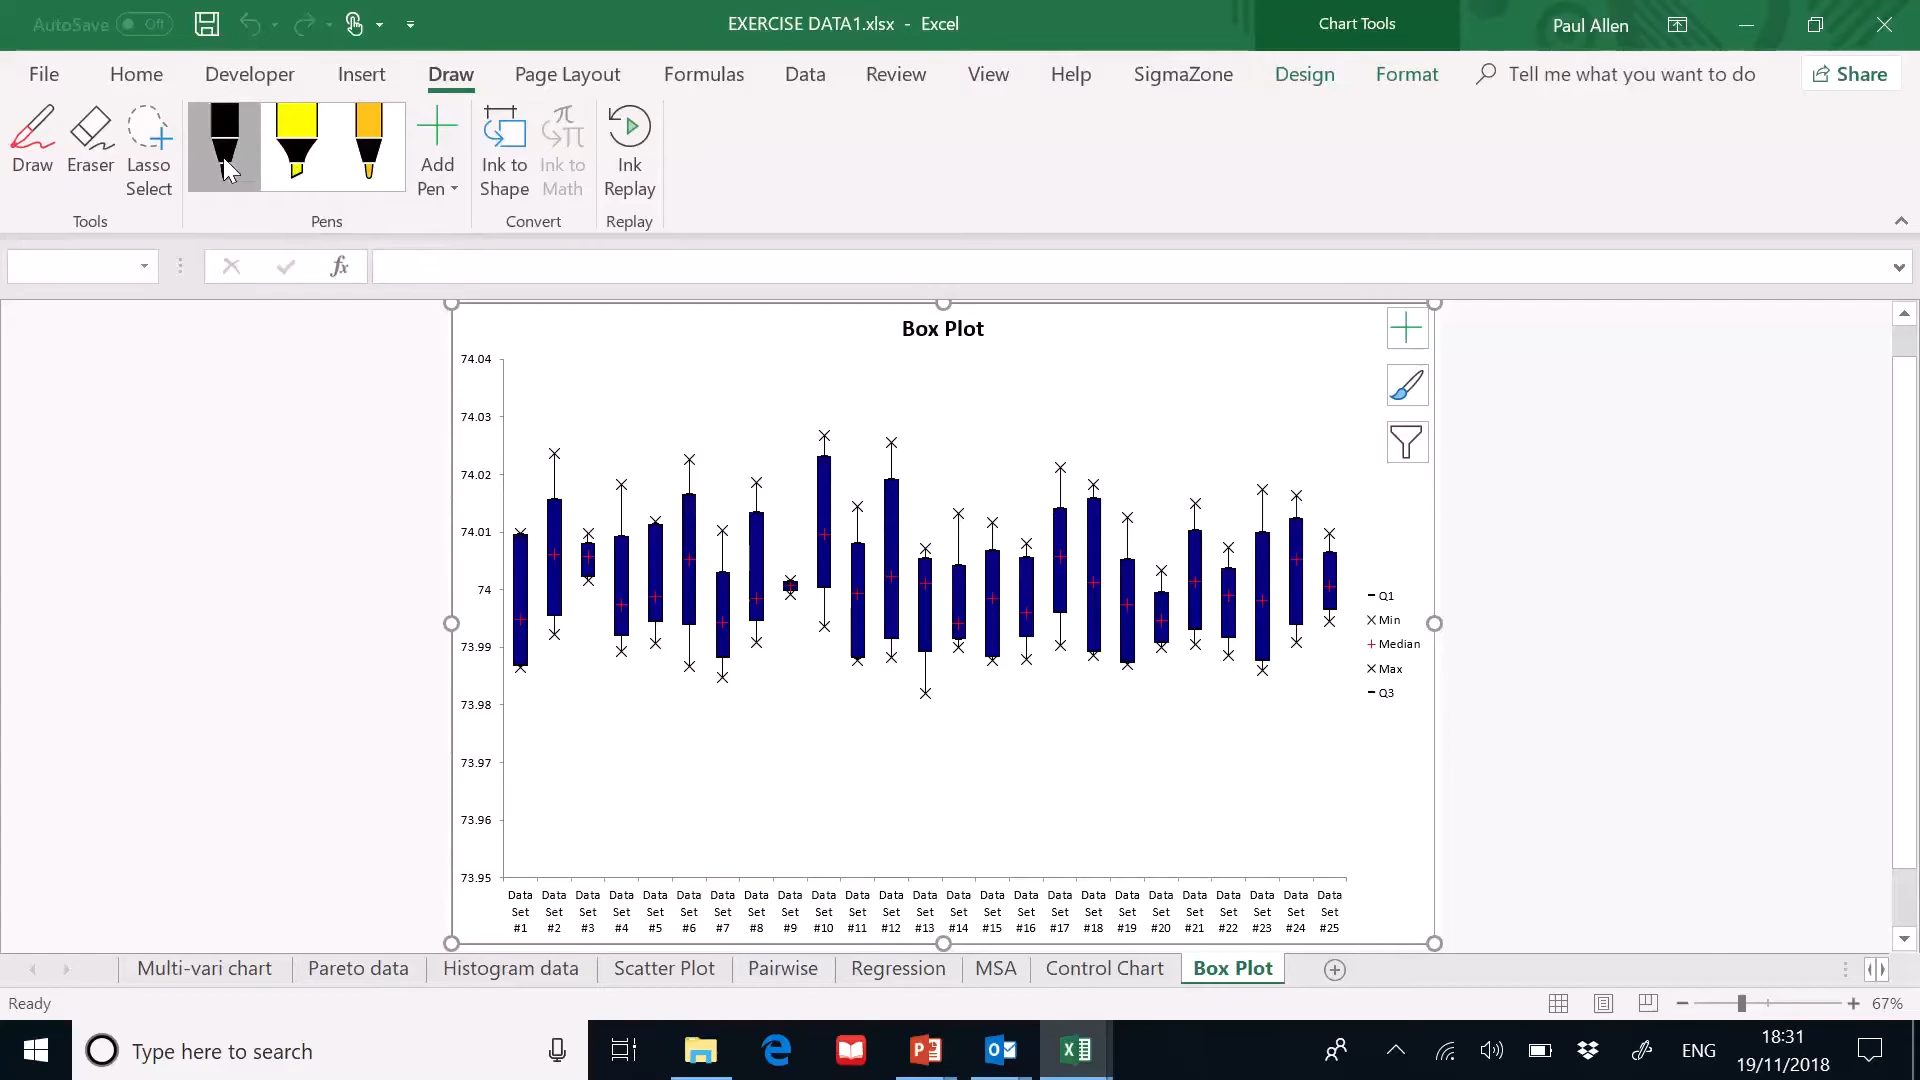 AutoSave Off
EXERCISE DATA1.xlsx - Excel
Chart Tools
Paul Allen
File Home Developer Insert Draw Page Layout Formulas Data Review View Help SigmaZone Design Format Tell me what you want to do Share
Draw Eraser Lasso Select
Add Pen
Ink to Shape
Ink to Math
Ink Replay
Tools Pens Convert Replay
fx
Box Plot
74.04
74.03
74.02
74.01
74
73.99
73.98
73.97
73.96
73.95
Q1
Min
Median
Max
Q3
Data Set #1
Data Set #2
Data Set #3
Data Set #4
Data Set #5
Data Set #6
Data Set #7
Data Set #8
Data Set #9
Data Set #10
Data Set #11
Data Set #12
Data Set #13
Data Set #14
Data Set #15
Data Set #16
Data Set #17
Data Set #18
Data Set #19
Data Set #20
Data Set #21
Data Set #22
Data Set #23
Data Set #24
Data Set #25
Multi-vari chart Pareto data Histogram data Scatter Plot Pairwise Regression MSA Control Chart Box Plot
Ready
67%
Type here to search
ENG
18:31
19/11/2018